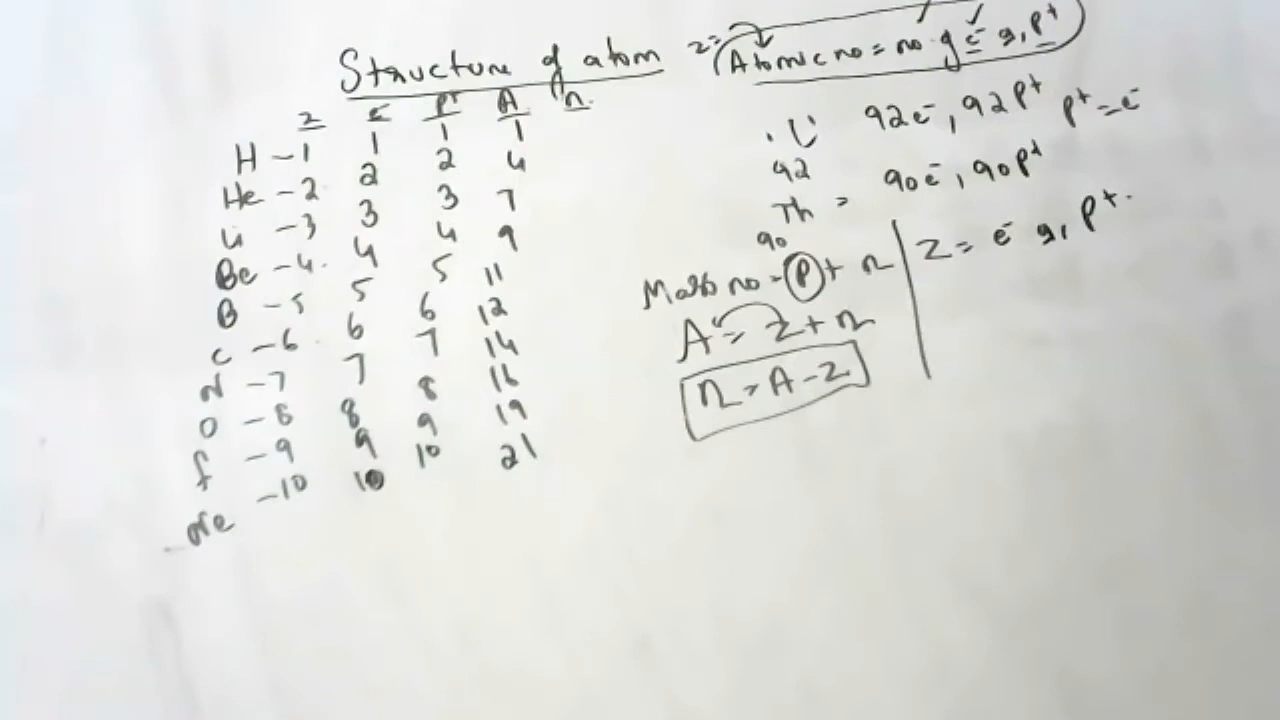 Structure of atom
Z = Atomic no = no. of e⁻ or p⁺
Z e⁻ p⁺ A n
H - 1 1 1 1
He - 2 2 2 4
Li - 3 3 3 7
Be - 4 4 4 9
B - 5 5 5 11
C - 6 6 6 12
N - 7 7 7 14
O - 8 8 8 16
f - 9 9 9 19
Ne - 10 10 10 21
U 92e⁻, 92p⁺ p⁺ = e⁻
92
Th = 90e⁻, 90p⁺
90
Mass no = p + n
Z = e⁻ or p⁺.
A = Z + n
n = A - Z